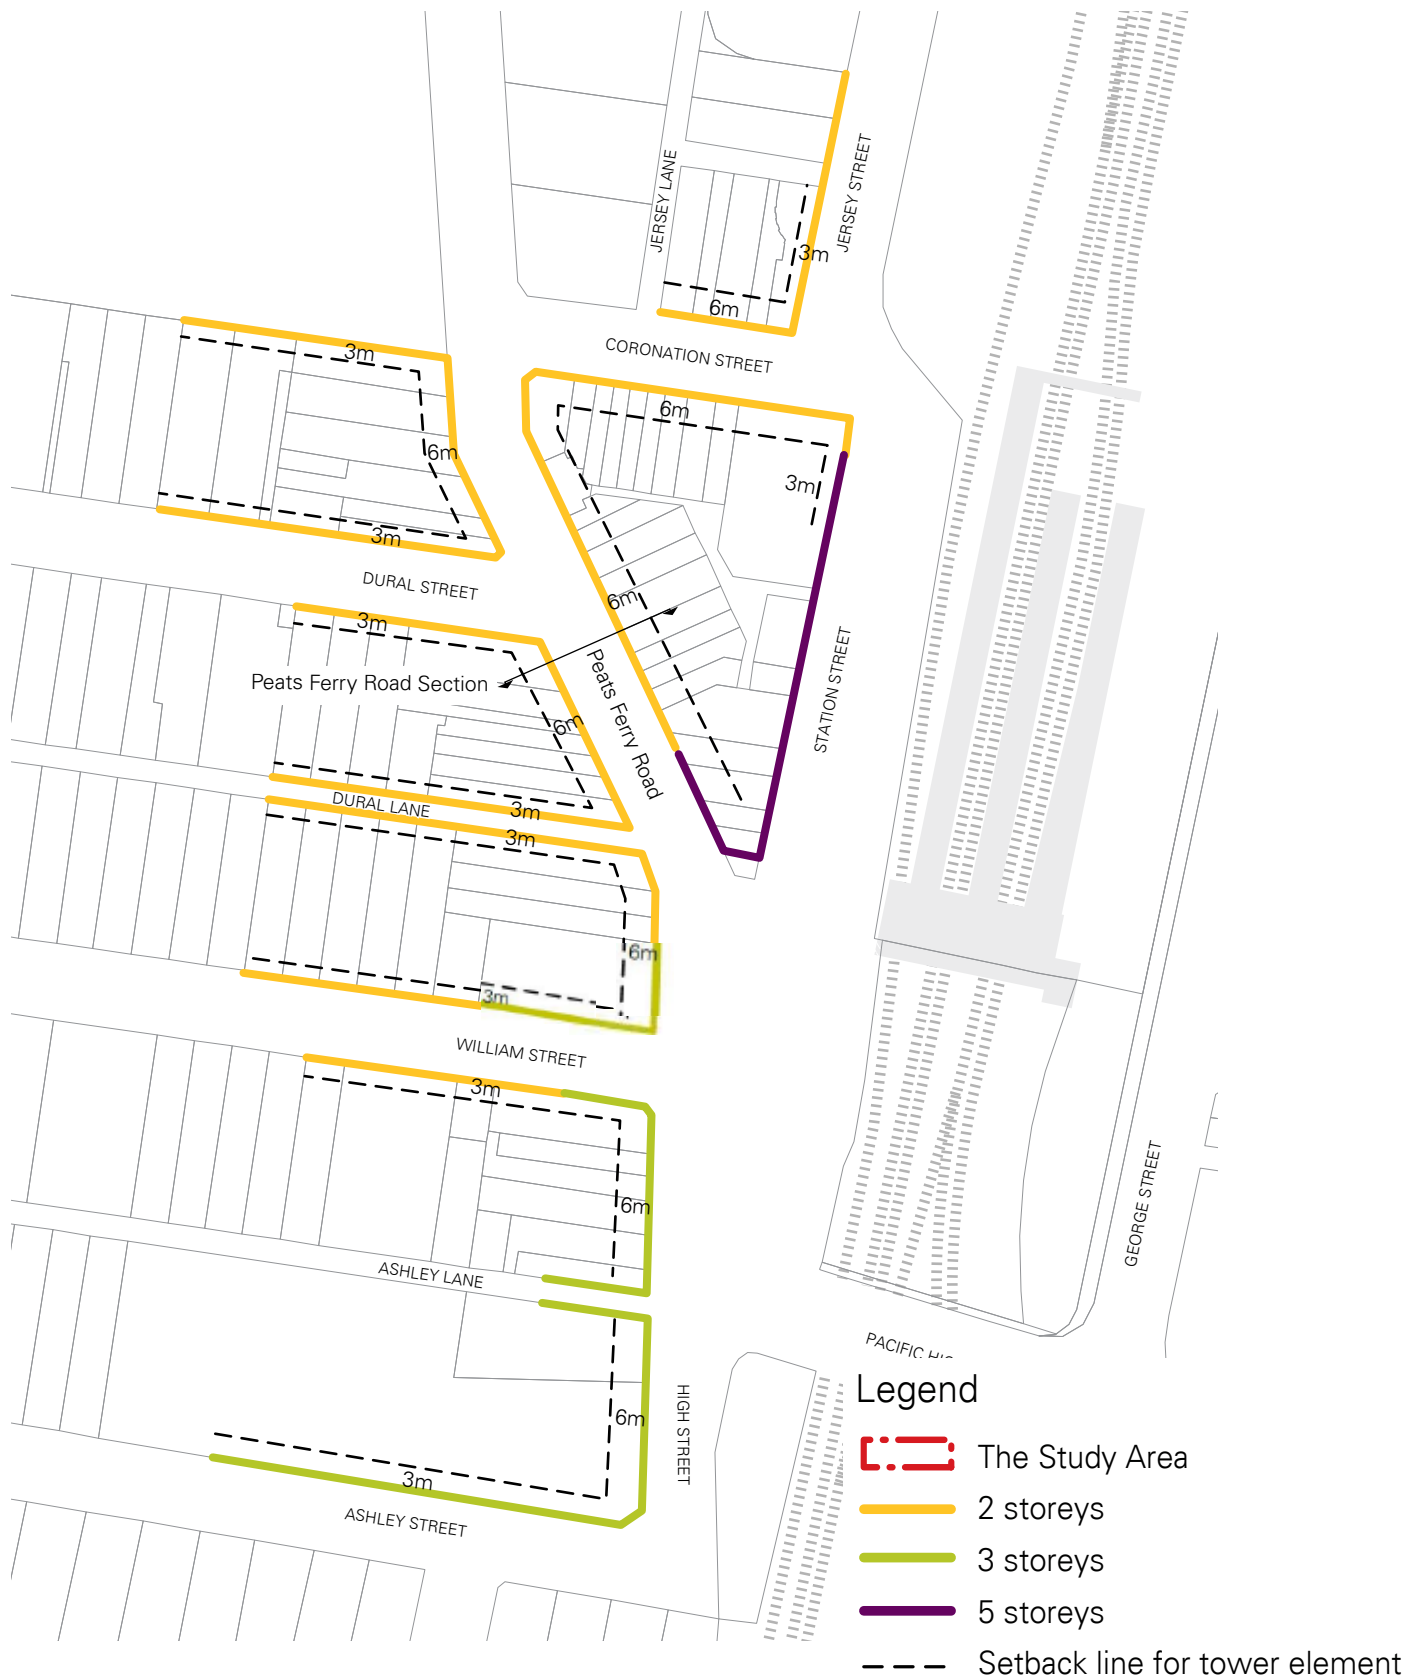 JERSEY LANE
JERSEY STREET
3m
6m
CORONATION STREET
3m
6m
6m
3m
3m
DURAL STREET
6m
3m
Peats Ferry Road Section
Peats Ferry Road
STATION STREET
6m
3m
DURAL LANE
3m
6m
3m
WILLIAM STREET
3m
6m
GEORGE STREET
ASHLEY LANE
PACIFIC HIG
HIGH STREET
6m
3m
ASHLEY STREET
Legend
The Study Area
2 storeys
3 storeys
5 storeys
Setback line for tower element